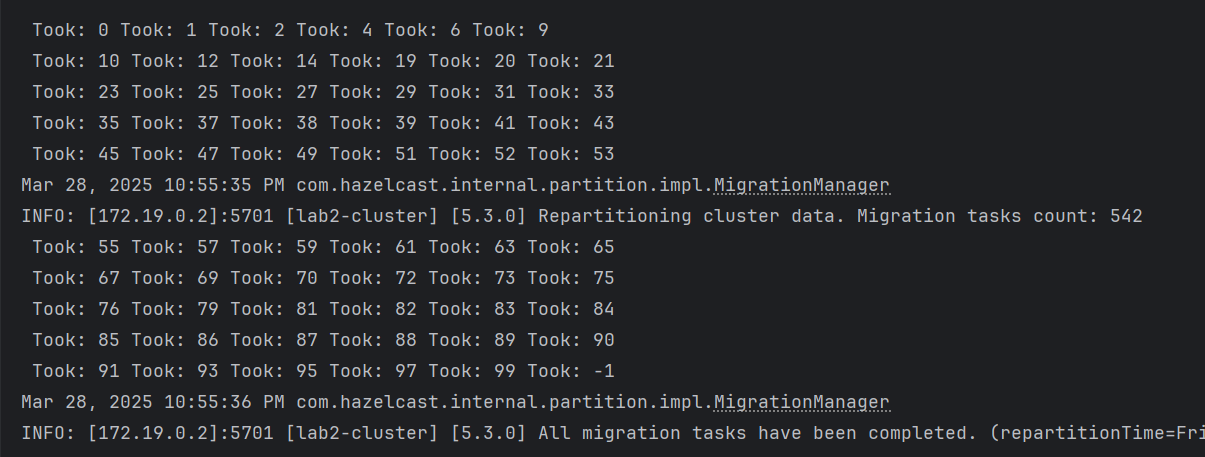 Took: 0 Took: 1 Took: 2 Took: 4 Took: 6 Took: 9
Took: 10 Took: 12 Took: 14 Took: 19 Took: 20 Took: 21
Took: 23 Took: 25 Took: 27 Took: 29 Took: 31 Took: 33
Took: 35 Took: 37 Took: 38 Took: 39 Took: 41 Took: 43
Took: 45 Took: 47 Took: 49 Took: 51 Took: 52 Took: 53
Mar 28, 2025 10:55:35 PM com.hazelcast.internal.partition.impl.MigrationManager
INFO: [172.19.0.2]:5701 [lab2-cluster] [5.3.0] Repartitioning cluster data. Migration tasks count: 542
Took: 55 Took: 57 Took: 59 Took: 61 Took: 63 Took: 65
Took: 67 Took: 69 Took: 70 Took: 72 Took: 73 Took: 75
Took: 76 Took: 79 Took: 81 Took: 82 Took: 83 Took: 84
Took: 85 Took: 86 Took: 87 Took: 88 Took: 89 Took: 90
Took: 91 Took: 93 Took: 95 Took: 97 Took: 99 Took: -1
Mar 28, 2025 10:55:36 PM com.hazelcast.internal.partition.impl.MigrationManager
INFO: [172.19.0.2]:5701 [lab2-cluster] [5.3.0] All migration tasks have been completed. (repartitionTime=Fri